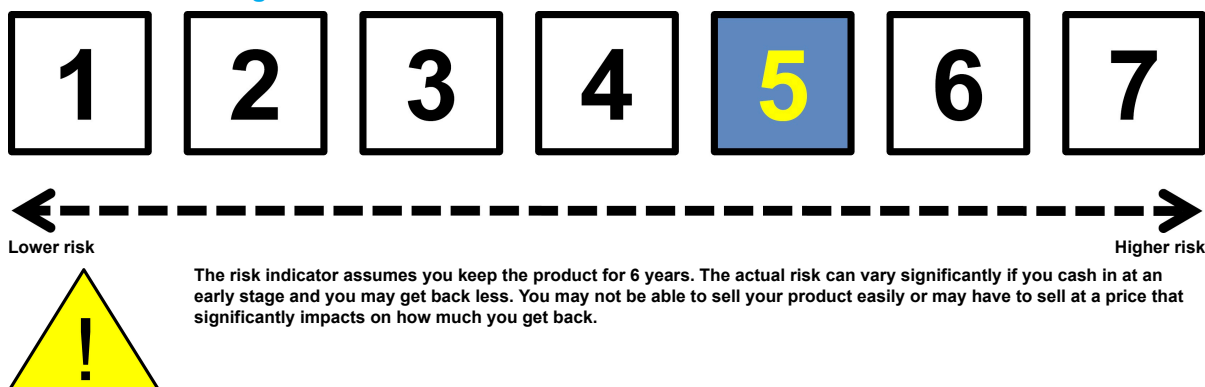 1 2 3 4 5 6 7
Lower risk Higher risk
The risk indicator assumes you keep the product for 6 years. The actual risk can vary significantly if you cash in at an
early stage and you may get back less. You may not be able to sell your product easily or may have to sell at a price that
significantly impacts on how much you get back.
!